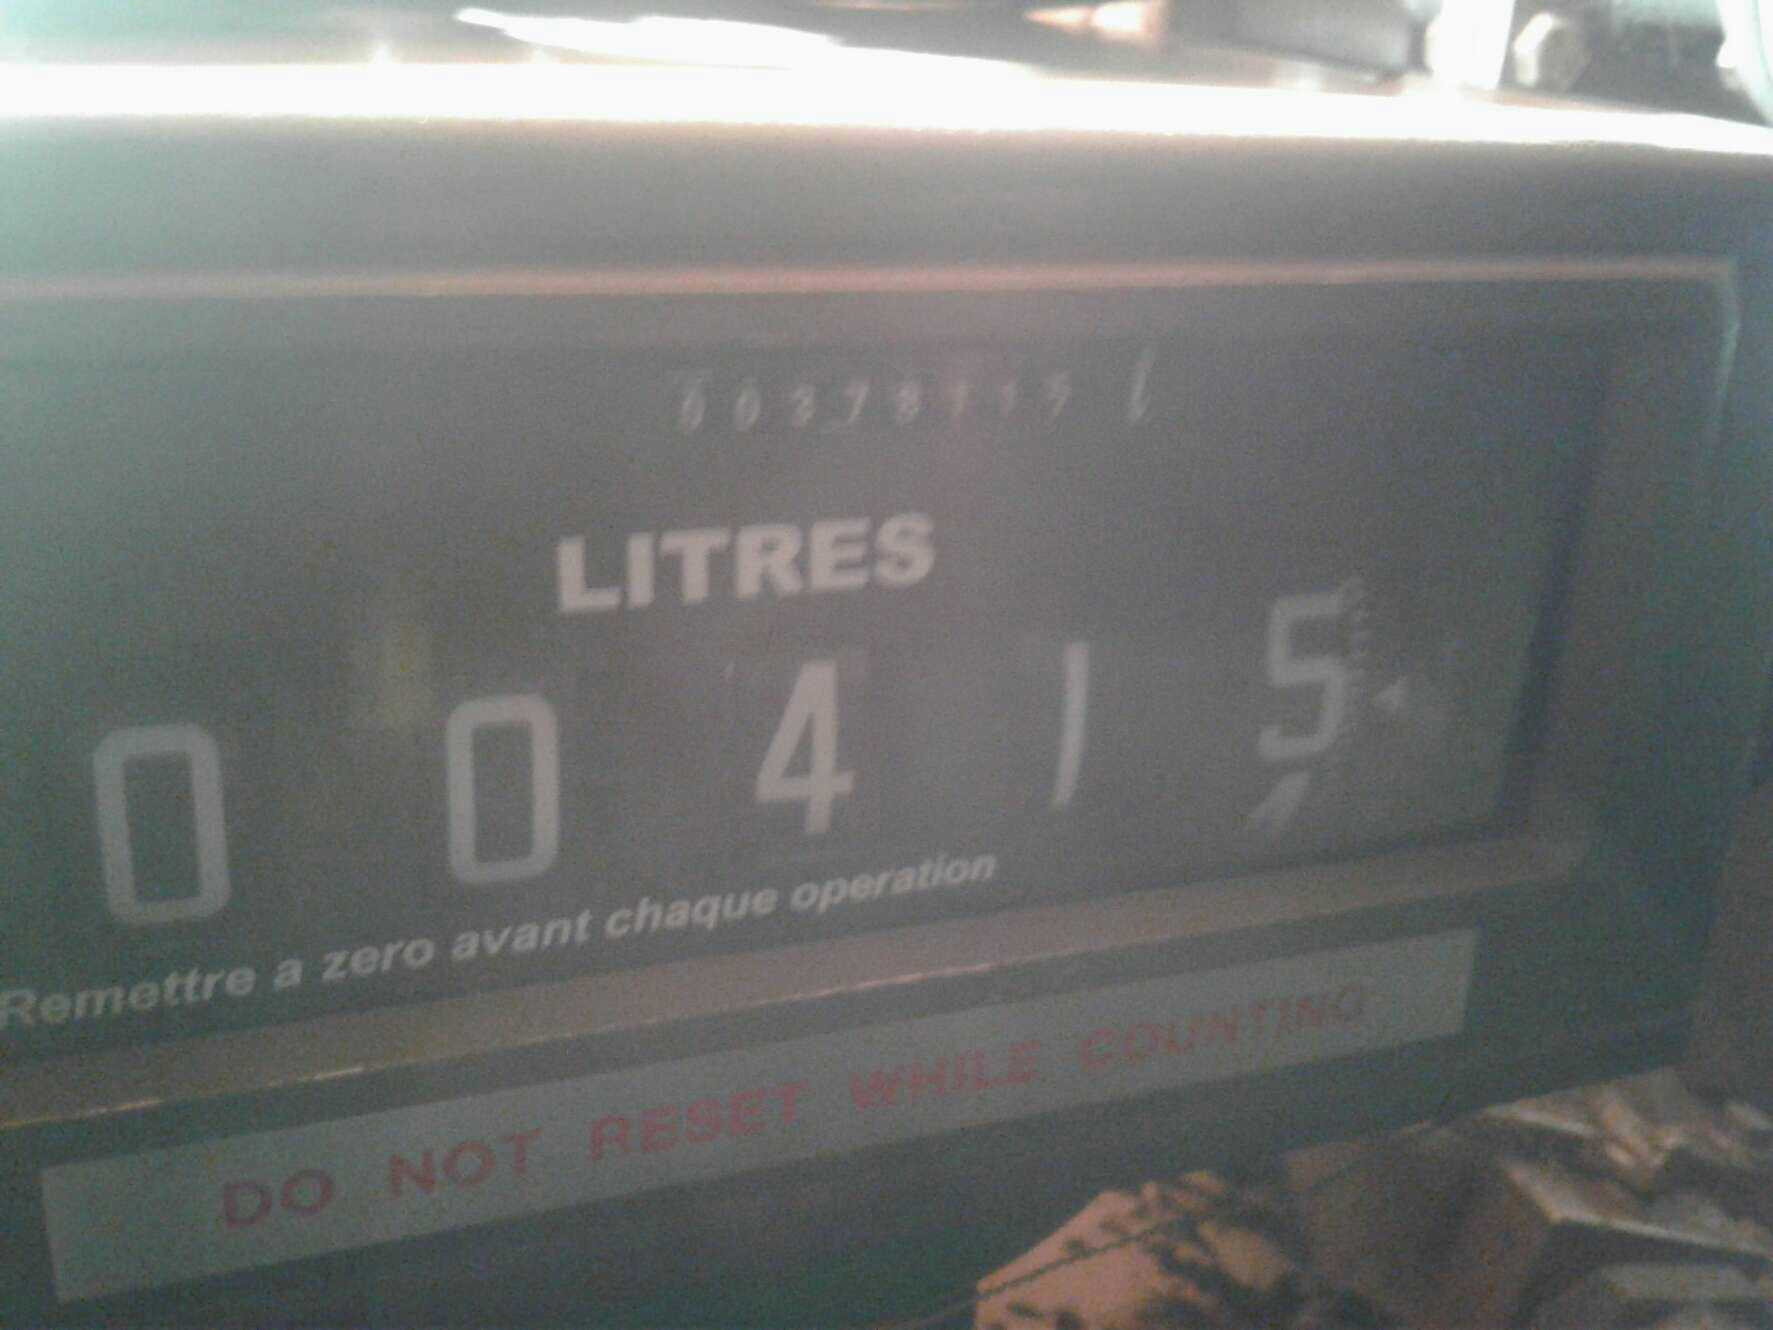 LITRES
0 0 4 1 5
Remettre a zero avant chaque operation
DO NOT RESET WHILE COUNTING